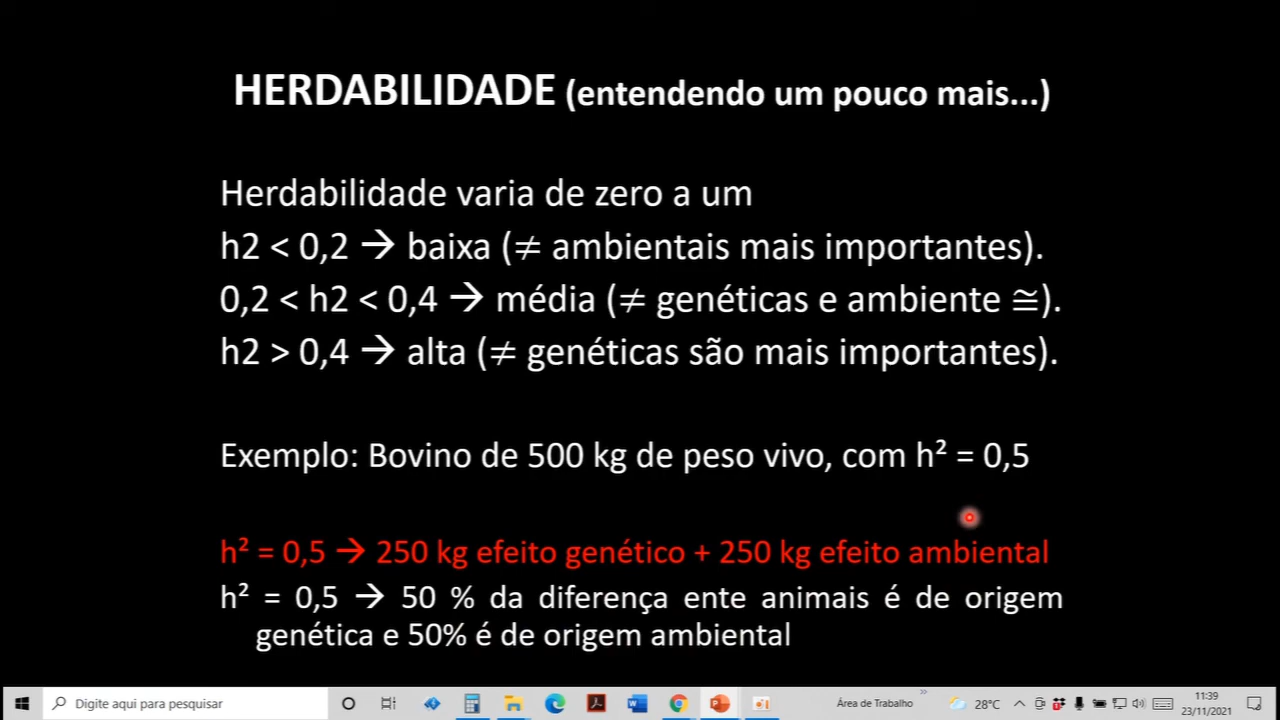 HERDABILIDADE (entendendo um pouco mais...)
Herdabilidade varia de zero a um
h2 < 0,2 → baixa (≠ ambientais mais importantes).
0,2 < h2 < 0,4 → média (≠ genéticas e ambiente ≅).
h2 > 0,4 → alta (≠ genéticas são mais importantes).
Exemplo: Bovino de 500 kg de peso vivo, com h² = 0,5
h² = 0,5 → 250 kg efeito genético + 250 kg efeito ambiental
h² = 0,5 → 50 % da diferença ente animais é de origem
genética e 50% é de origem ambiental
Digite aqui para pesquisar
Área de Trabalho
28°C
11:39
23/11/2021